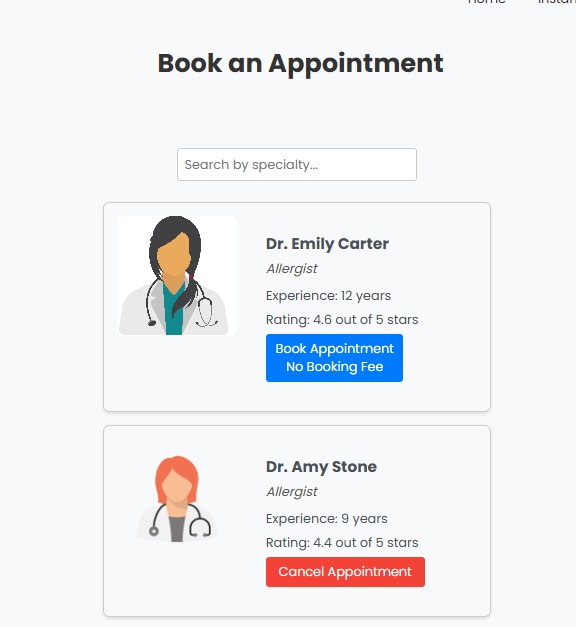 Book an Appointment
Search by specialty...
Dr. Emily Carter
Allergist
Experience: 12 years
Rating: 4.6 out of 5 stars
Book Appointment
No Booking Fee
Dr. Amy Stone
Allergist
Experience: 9 years
Rating: 4.4 out of 5 stars
Cancel Appointment